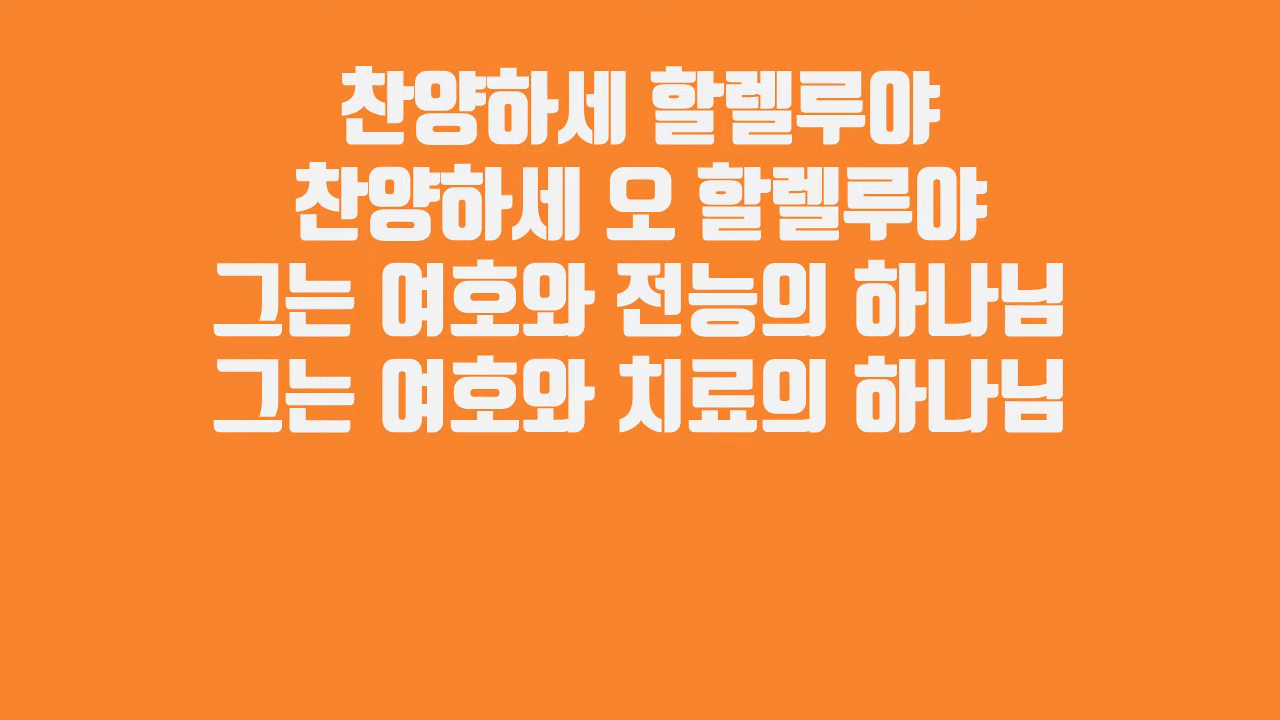 찬양하세 할렐루야
찬양하세 오 할렐루야
그는 여호와 전능의 하나님
그는 여호와 치료의 하나님